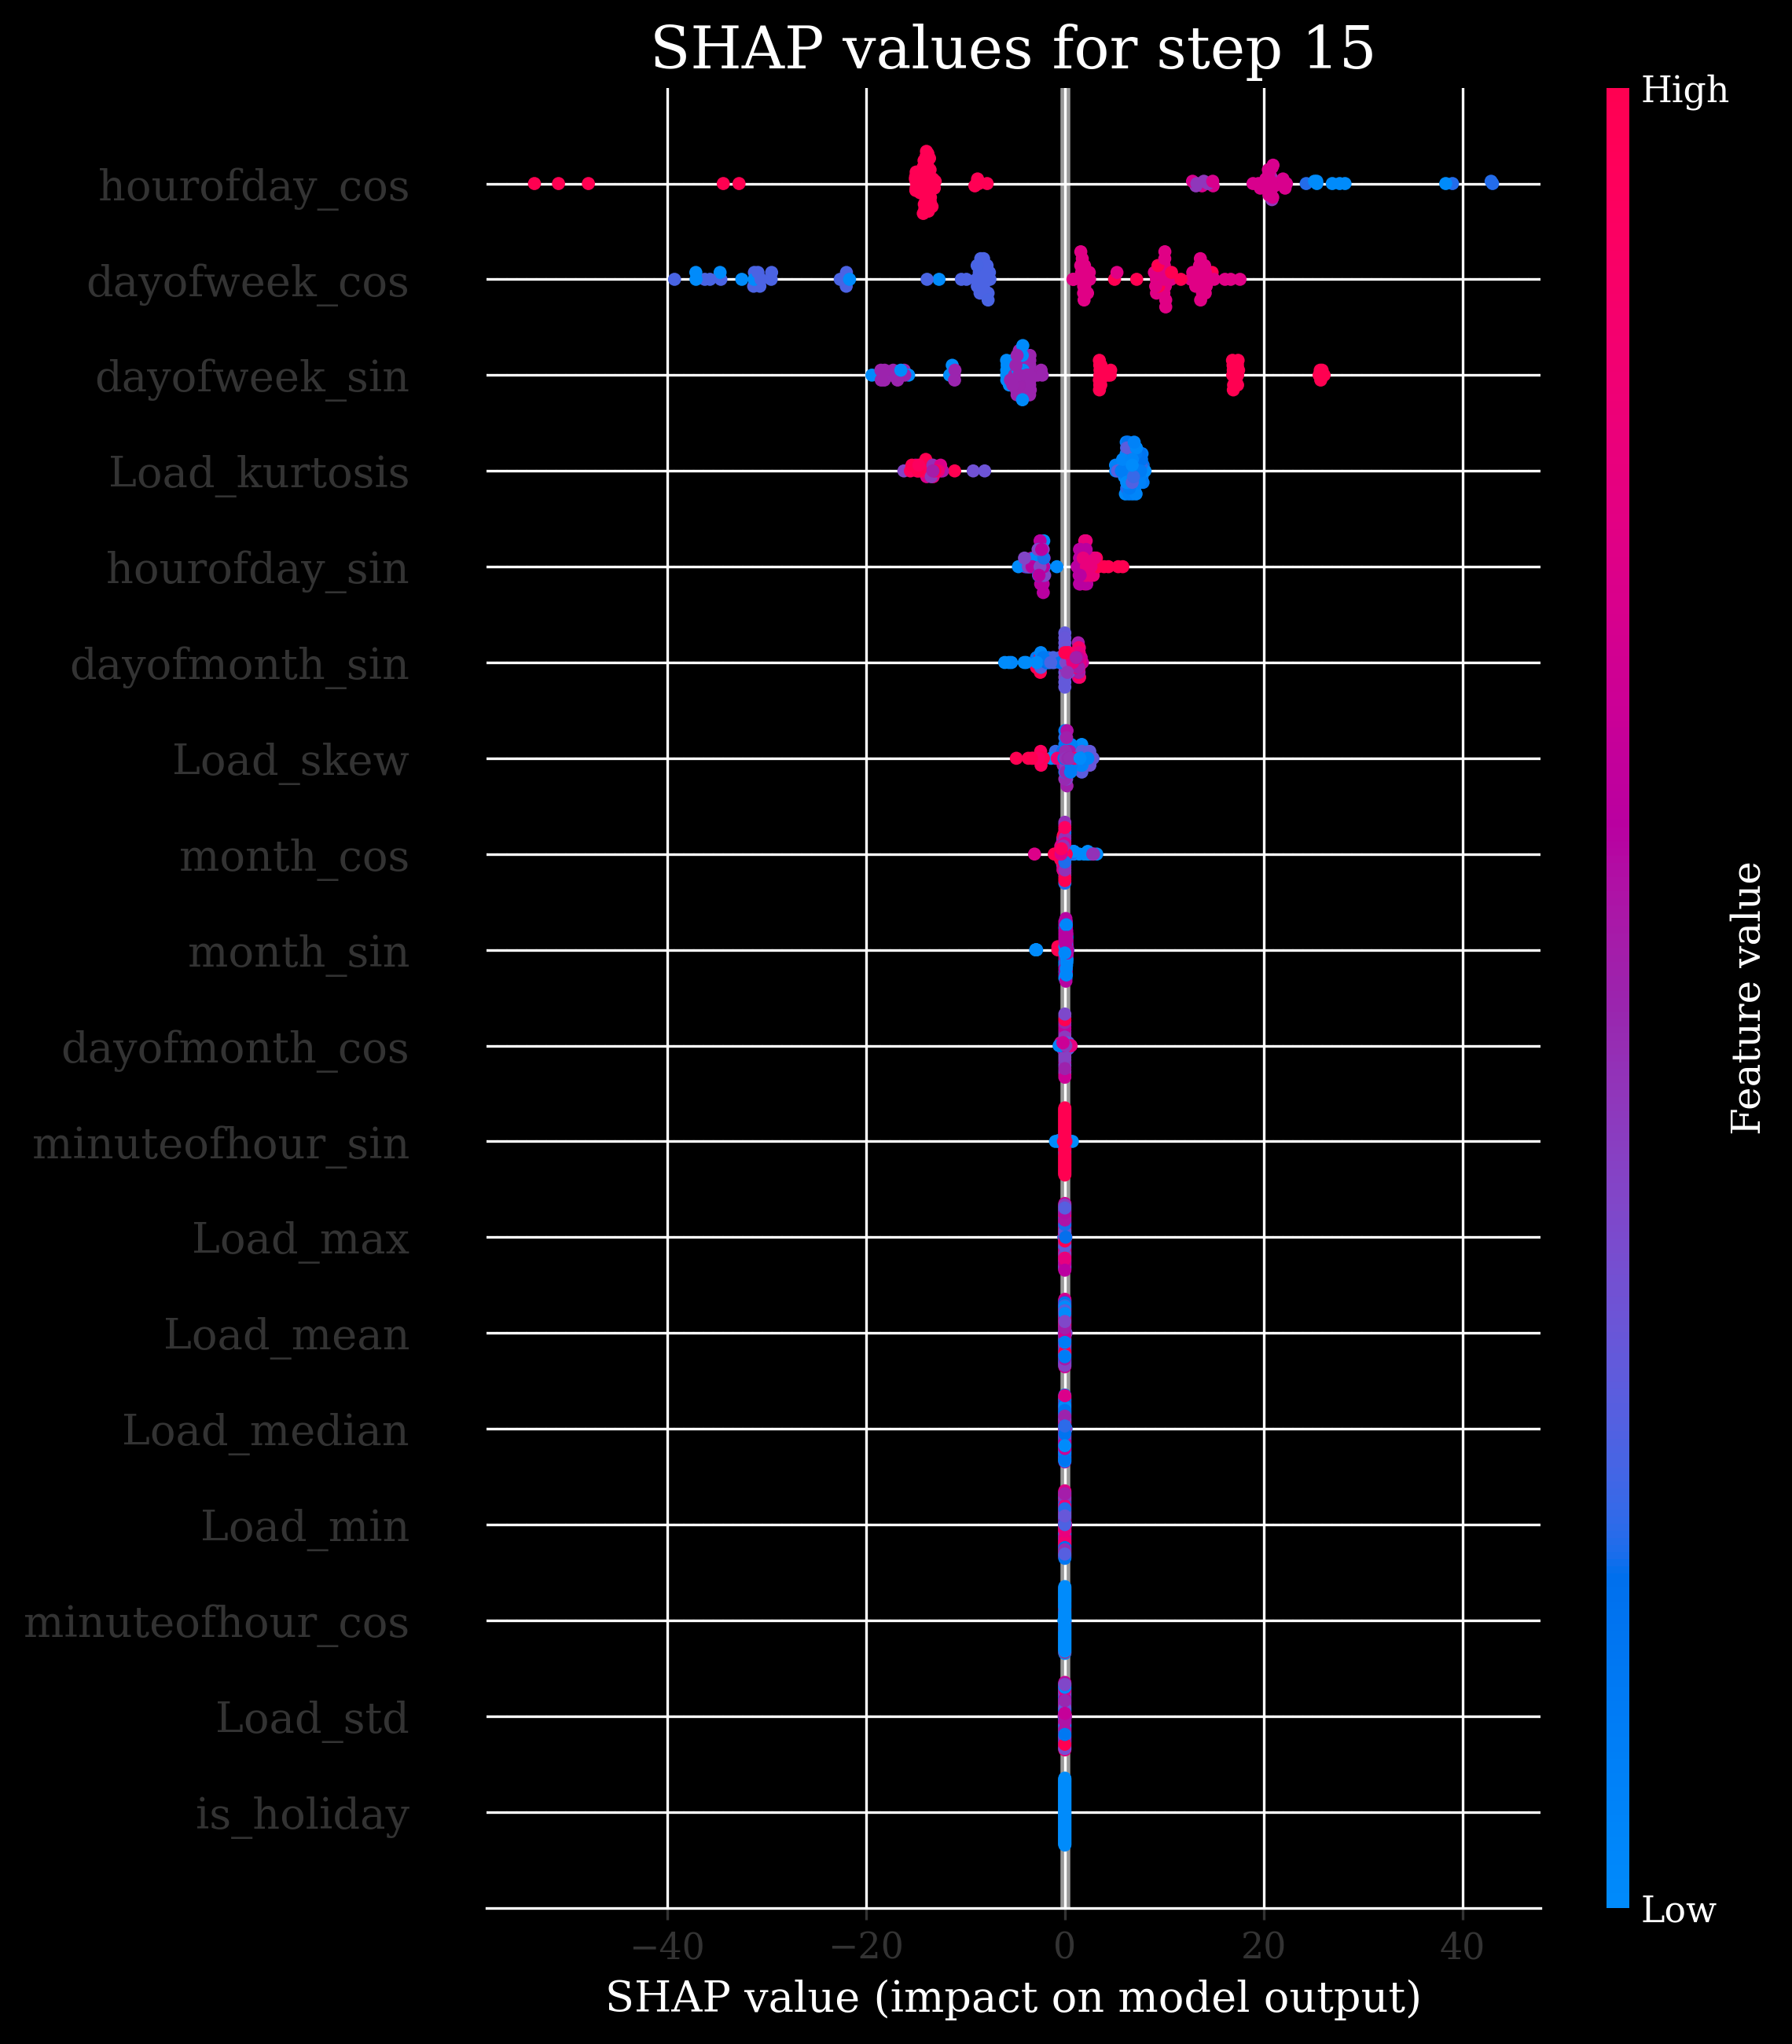 SHAP values for step 15
High
hourofday_cos
dayofweek_cos
dayofweek_sin
Load_kurtosis
hourofday_sin
dayofmonth_sin
Load_skew
month_cos
month_sin
dayofmonth_cos
minuteofhour_sin
Load_max
Load_mean
Load_median
Load_min
minuteofhour_cos
Load_std
is_holiday
Feature value
Low
−40 −20 0 20 40
SHAP value (impact on model output)